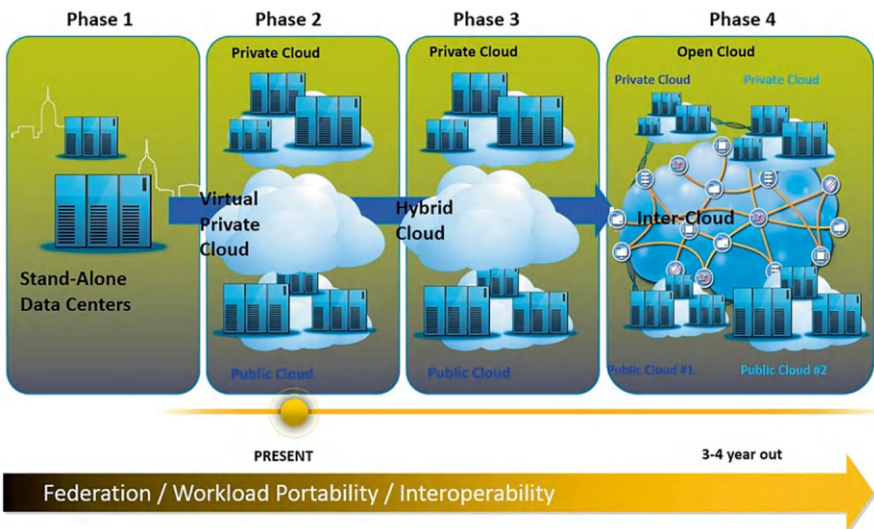 Phase 1
Phase 2
Phase 3
Phase 4
Private Cloud
Private Cloud
Open Cloud
Private Cloud
Private Cloud
Virtual
Private
Cloud
Hybrid
Cloud
Inter-Cloud
Stand-Alone
Data Centers
Public Cloud
Public Cloud
Public Cloud #1
Public Cloud #2
PRESENT
3-4 year out
Federation / Workload Portability / Interoperability